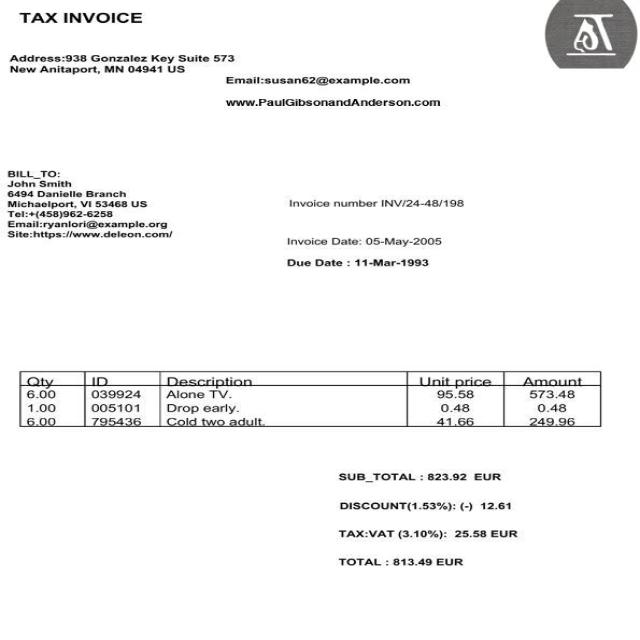 TAX INVOICE
Address:938 Gonzalez Key Suite 573
New Anitaport, MN 04941 US
Email:susan62@example.com
www.PaulGibsonandAnderson.com
BILL_TO:
John Smith
6494 Danielle Branch
Michaelport, VI 53468 US
Tel:+(458)962-6258
Email:ryanlori@example.org
Site:https://www.deleon.com/
Invoice number INV/24-48/198
Invoice Date: 05-May-2005
Due Date : 11-Mar-1993
Qty ID Description Unit price Amount
6.00 039924 Alone TV. 95.58 573.48
1.00 005101 Drop early. 0.48 0.48
6.00 795436 Cold two adult. 41.66 249.96
SUB_TOTAL : 823.92 EUR
DISCOUNT(1.53%): (-) 12.61
TAX:VAT (3.10%): 25.58 EUR
TOTAL : 813.49 EUR